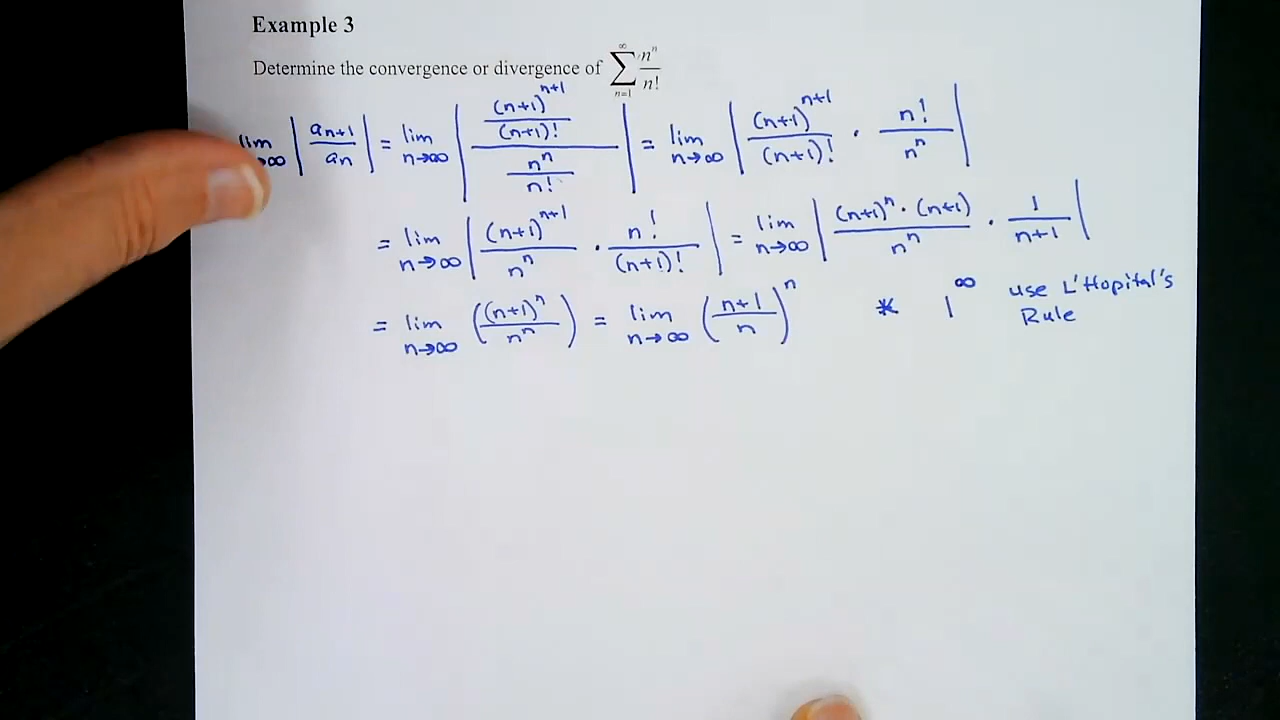 Example 3
Determine the convergence or divergence of ∑_{n=1}^{∞} n^n / n!
lim_{n→∞} |a_{n+1} / a_n| = lim_{n→∞} |((n+1)^{n+1} / (n+1)!) / (n^n / n!)| = lim_{n→∞} |(n+1)^{n+1} / (n+1)! · n! / n^n|
= lim_{n→∞} |(n+1)^{n+1} / n^n · n! / (n+1)!| = lim_{n→∞} |(n+1)^n · (n+1) / n^n · 1 / (n+1)|
= lim_{n→∞} ((n+1)^n / n^n) = lim_{n→∞} ((n+1) / n)^n * 1^∞ use L'Hopital's
Rule